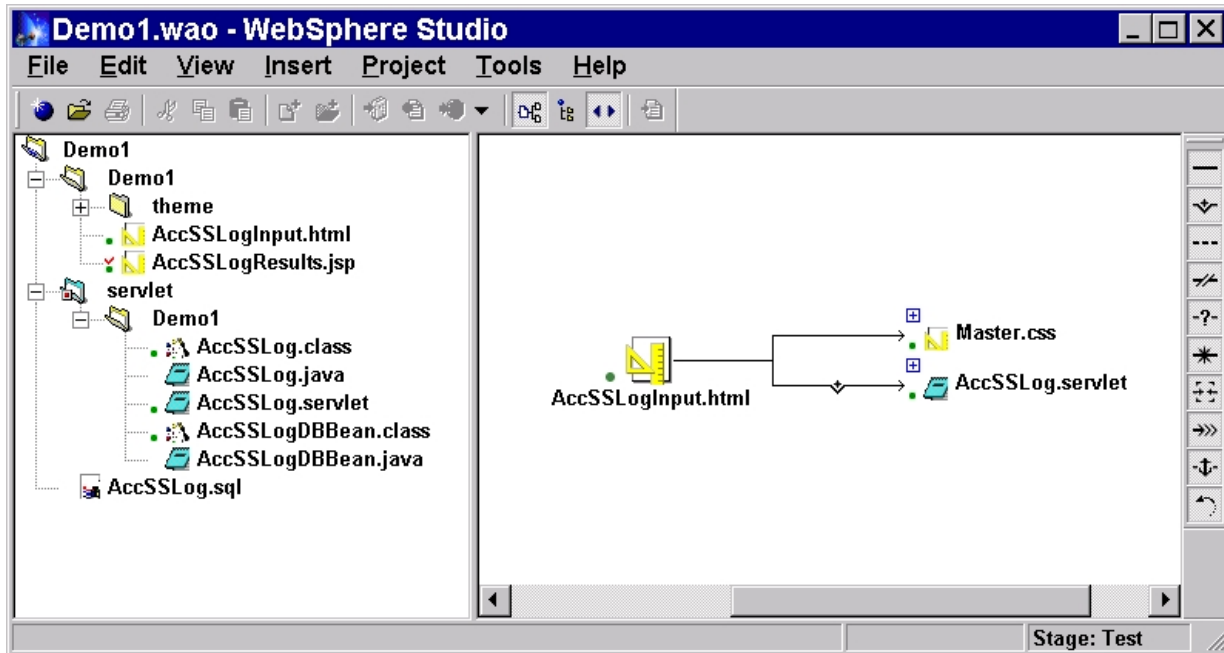 Demo1.wao - WebSphere Studio
File Edit View Insert Project Tools Help
Demo1
Demo1
theme
AccSSLogInput.html
AccSSLogResults.jsp
servlet
Demo1
AccSSLog.class
AccSSLog.java
AccSSLog.servlet
AccSSLogDBBean.class
AccSSLogDBBean.java
AccSSLog.sql
AccSSLogInput.html
Master.css
AccSSLog.servlet
Stage: Test